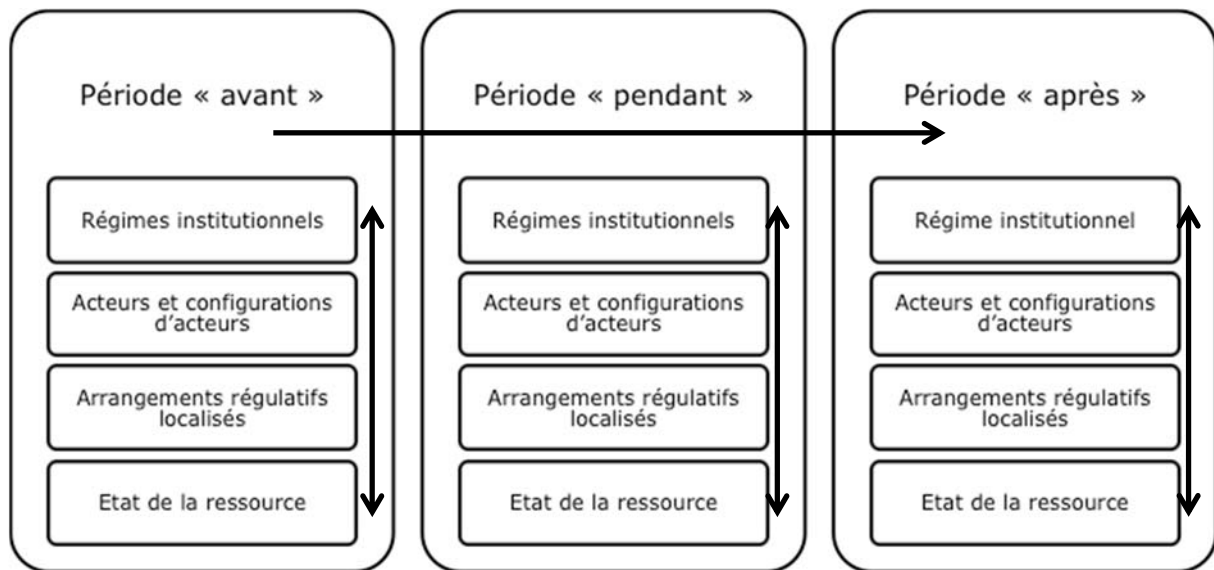 Période « avant »
Régimes institutionnels
Acteurs et configurations
d’acteurs
Arrangements régulatifs
localisés
Etat de la ressource
Période « pendant »
Régimes institutionnels
Acteurs et configurations
d’acteurs
Arrangements régulatifs
localisés
Etat de la ressource
Période « après »
Régime institutionnel
Acteurs et configurations
d’acteurs
Arrangements régulatifs
localisés
Etat de la ressource